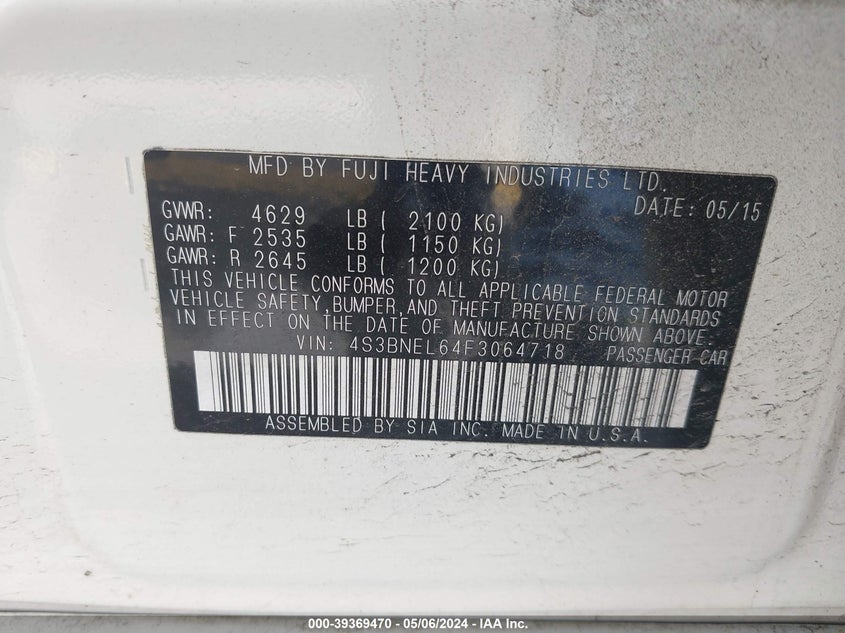 MFD BY FUJI HEAVY INDUSTRIES LTD.
DATE: 05/15
GVWR: 4629 LB ( 2100 KG)
GAWR: F 2535 LB ( 1150 KG)
GAWR: R 2645 LB ( 1200 KG)
THIS VEHICLE CONFORMS TO ALL APPLICABLE FEDERAL MOTOR
VEHICLE SAFETY,BUMPER,AND THEFT PREVENTION STANDARDS
IN EFFECT ON THE DATE OF MANUFACTURE SHOWN ABOVE.
VIN: 4S3BNEL64F3064718 PASSENGER CAR
ASSEMBLED BY SIA INC. MADE IN U.S.A.
000-39369470 - 05/06/2024 - IAA Inc.